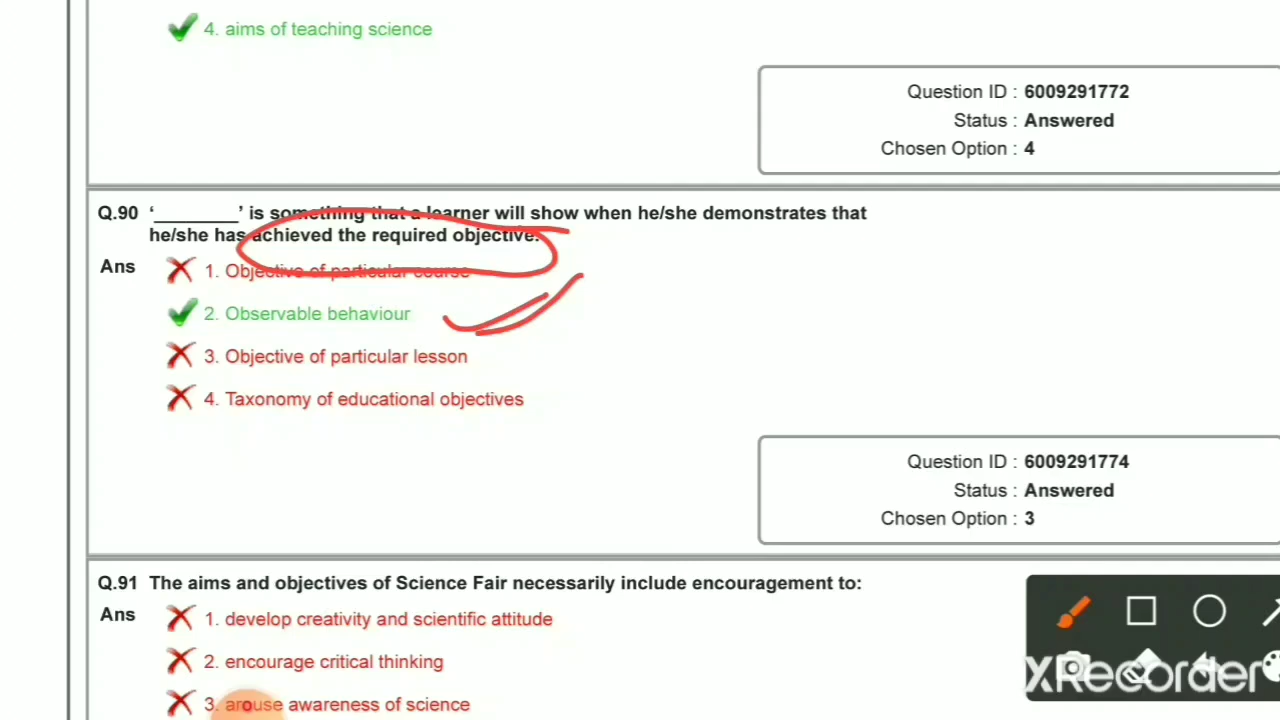 4. aims of teaching science
Question ID : 6009291772
Status : Answered
Chosen Option : 4
Q.90 ‘________’ is something that a learner will show when he/she demonstrates that
he/she has achieved the required objective.
Ans 1. Objective of particular course
2. Observable behaviour
3. Objective of particular lesson
4. Taxonomy of educational objectives
Question ID : 6009291774
Status : Answered
Chosen Option : 3
Q.91 The aims and objectives of Science Fair necessarily include encouragement to:
Ans 1. develop creativity and scientific attitude
2. encourage critical thinking
3. arouse awareness of science
XRecorder